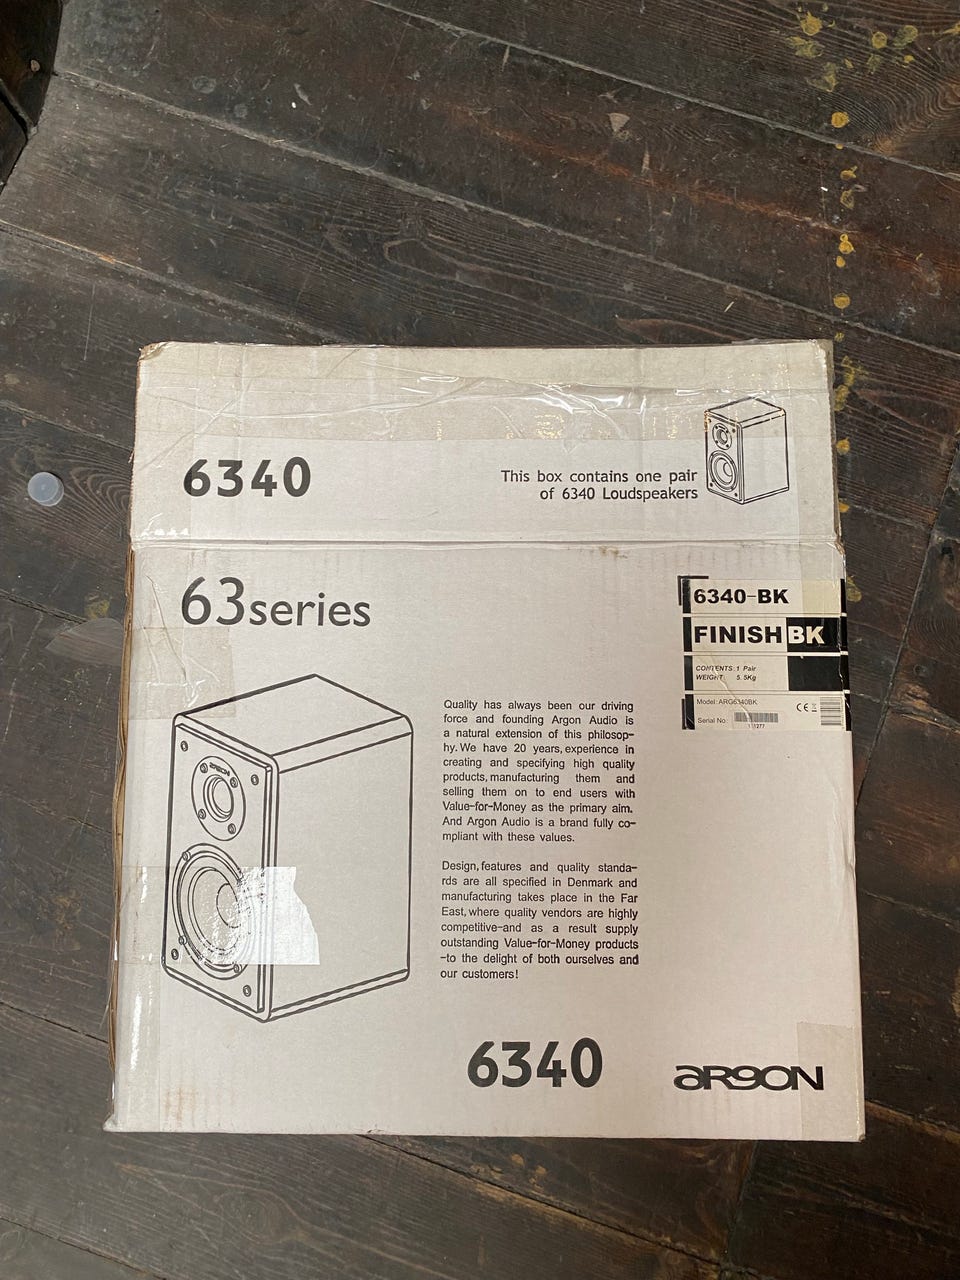 6340
This box contains one pair
of 6340 Loudspeakers
63series
6340-BK
FINISH BK
CONTENTS 1 Pair
WEIGHT: 5.5Kg
Model: ARG6340BK
Serial No:
CE
ARGON
Quality has always been our driving
force and founding Argon Audio is
a natural extension of this philosop-
hy. We have 20 years, experience in
creating and specifying high quality
products, manufacturing them and
selling them on to end users with
Value-for-Money as the primary aim.
And Argon Audio is a brand fully co-
mpliant with these values.
Design, features and quality standa-
rds are all specified in Denmark and
manufacturing takes place in the Far
East, where quality vendors are highly
competitive-and as a result supply
outstanding Value-for-Money products
-to the delight of both ourselves and
our customers!
6340
ARGON